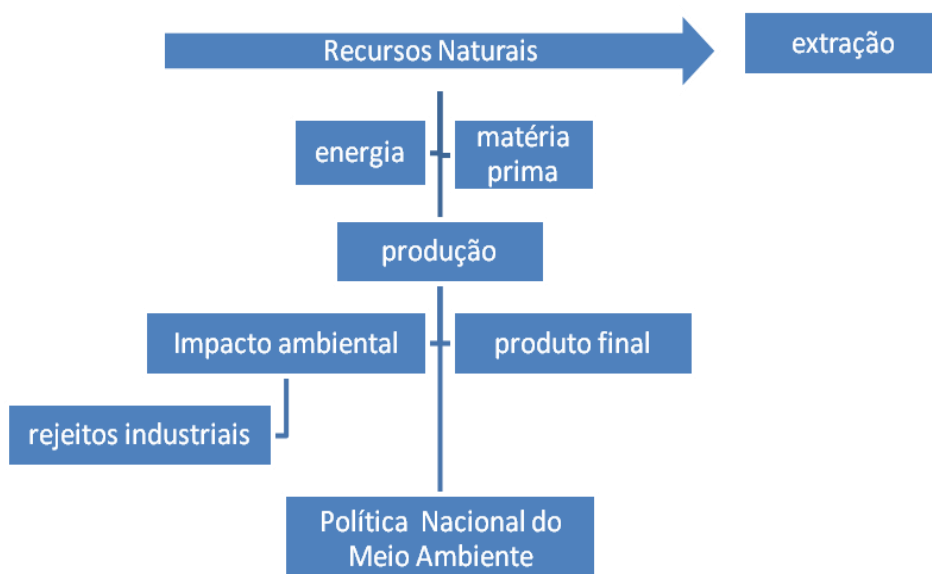 Recursos Naturais
extração
energia
matéria
prima
produção
Impacto ambiental
produto final
rejeitos industriais
Política Nacional do
Meio Ambiente